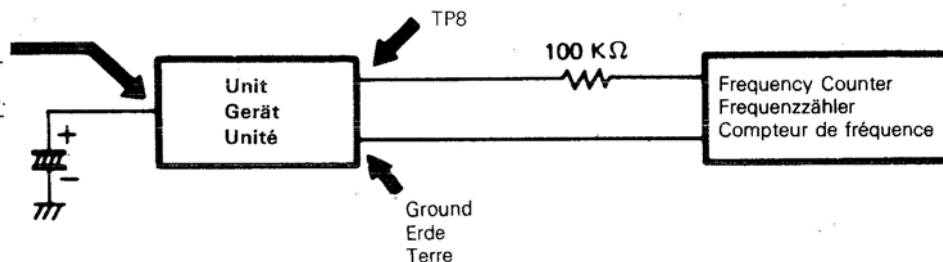 TP8
100 KΩ
Unit
Gerät
Unité
Frequency Counter
Frequenzzähler
Compteur de fréquence
+
−
Ground
Erde
Terre